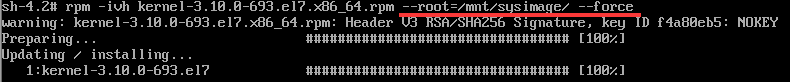 sh-4.2# rpm -ivh kernel-3.10.0-693.el7.x86_64.rpm --root=/mnt/sysimage/ --force
warning: kernel-3.10.0-693.el7.x86_64.rpm: Header V3 RSA/SHA256 Signature, key ID f4a80eb5: NOKEY
Preparing... ################################# [100%]
Updating / installing...
1:kernel-3.10.0-693.el7 ################################# [100%]